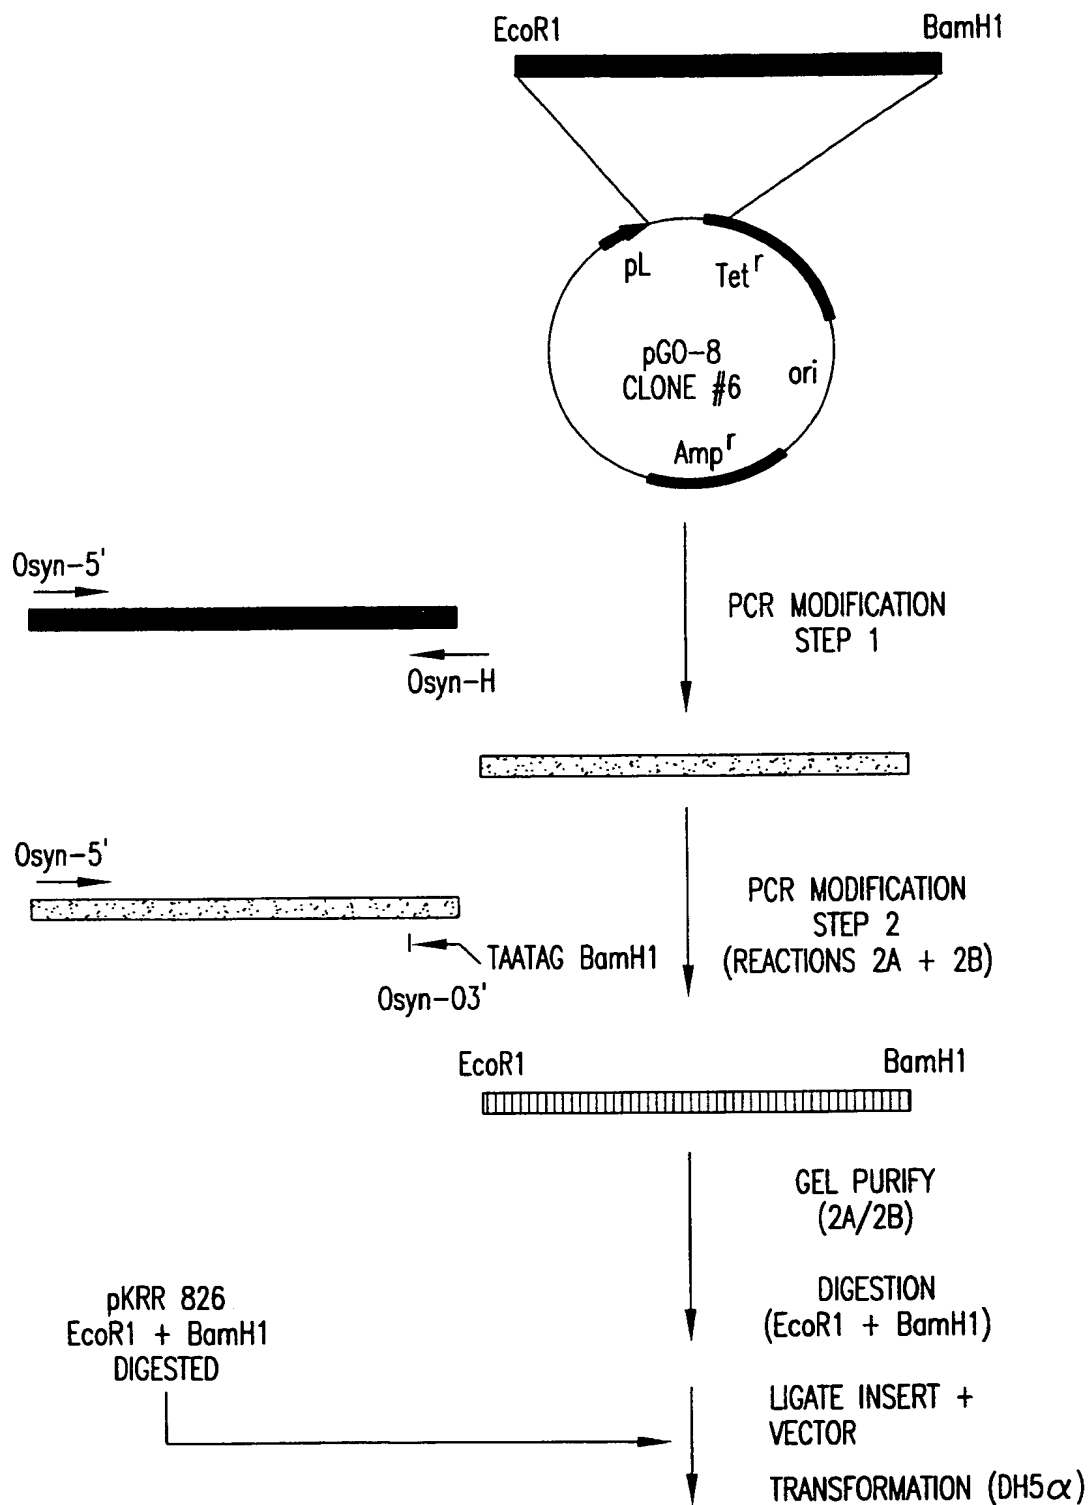 EcoR1
BamH1
pL
Tet r
pGO-8
CLONE #6
ori
Amp r
Osyn-5'
Osyn-H
PCR MODIFICATION
STEP 1
Osyn-5'
TAATAG BamH1
Osyn-O3'
PCR MODIFICATION
STEP 2
(REACTIONS 2A + 2B)
EcoR1
BamH1
GEL PURIFY
(2A/2B)
DIGESTION
(EcoR1 + BamH1)
pKRR 826
EcoR1 + BamH1
DIGESTED
LIGATE INSERT +
VECTOR
TRANSFORMATION (DH5α)